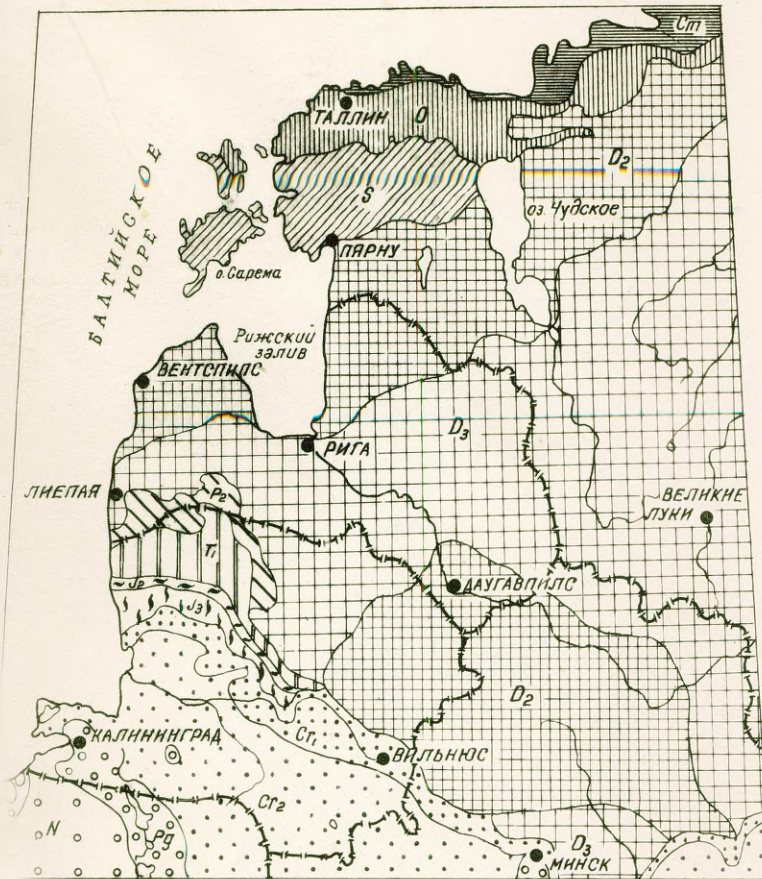 Cm
ТАЛЛИН
O
D₂
S
оз. Чудское
БАЛТИЙСКОЕ
МОРЕ
ПЯРНУ
о. Сарема
Рижский
залив
ВЕНТСПИЛС
D₃
РИГА
ЛИЕПАЯ
P₂
ВЕЛИКИЕ
ЛУКИ
T₁
ДАУГАВПИЛС
J₂
J₃
D₂
КАЛИНИНГРАД
Cr₁
ВИЛЬНЮС
Cr₂
N
Pg
D₃
МИНСК